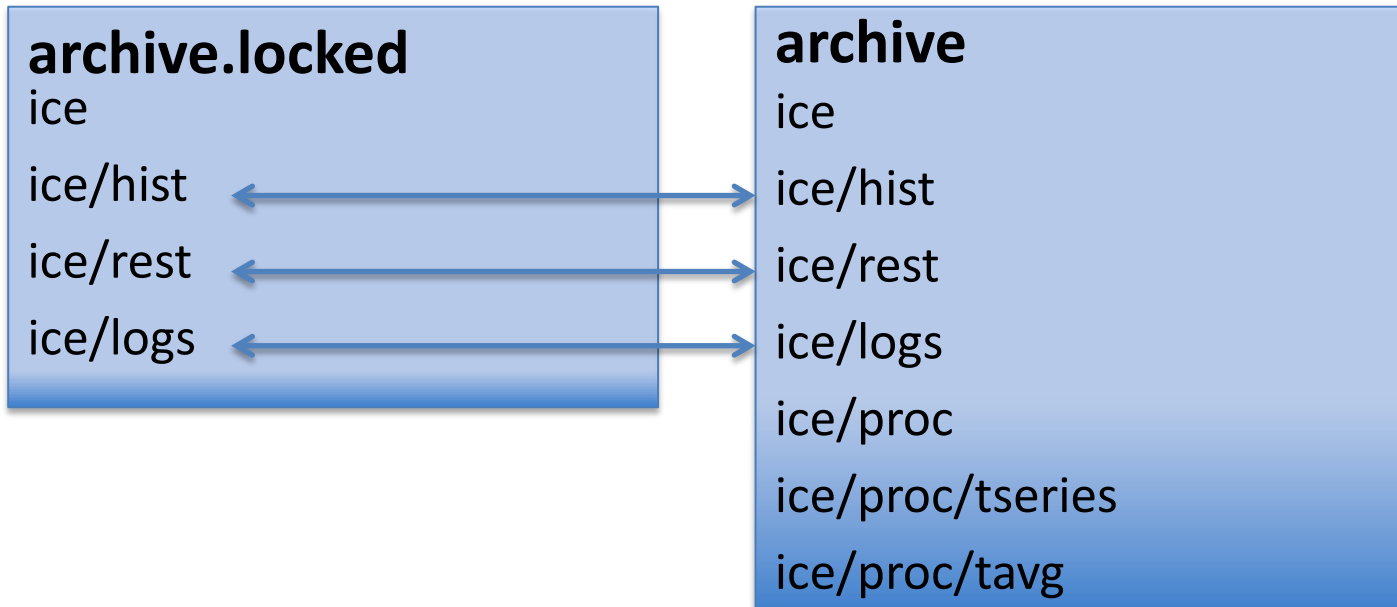 archive.locked
ice
ice/hist
ice/rest
ice/logs
archive
ice
ice/hist
ice/rest
ice/logs
ice/proc
ice/proc/tseries
ice/proc/tavg